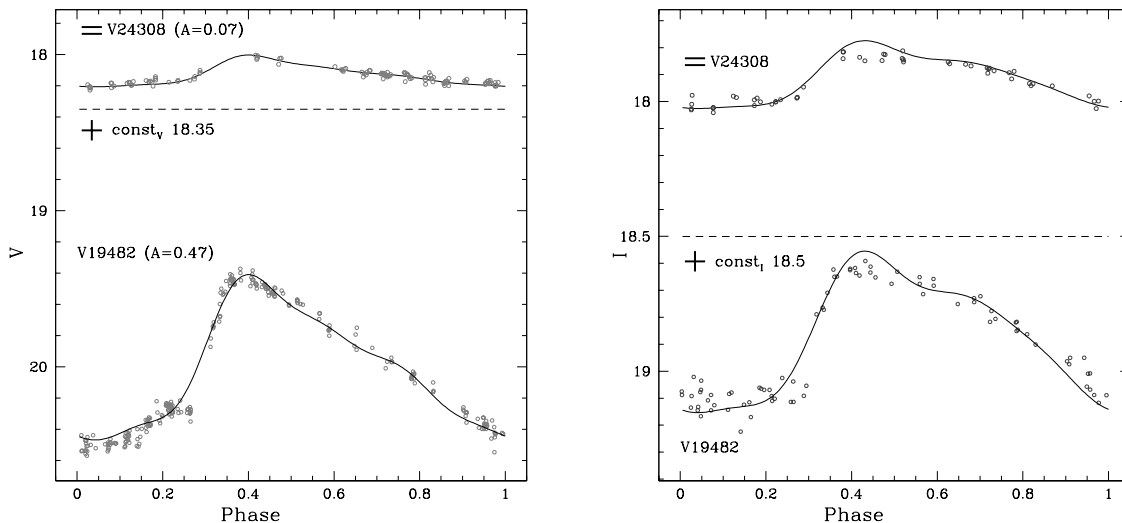 V24308 (A=0.07)
18
+ const_V 18.35
19
V
V19482 (A=0.47)
20
0 0.2 0.4 0.6 0.8 1
Phase
17.5
V24308
18
18.5
I
+ const_I 18.5
19
V19482
0 0.2 0.4 0.6 0.8 1
Phase